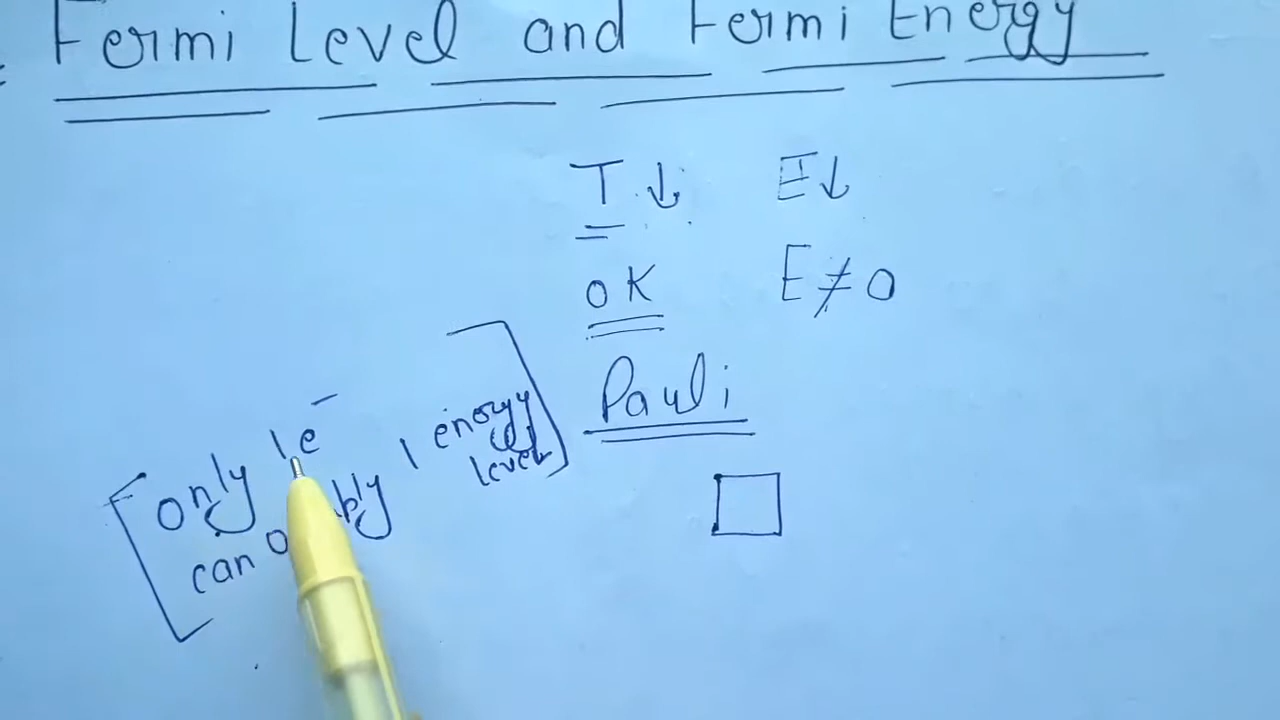 Fermi Level and Fermi Energy
T↓ E↓
0K E≠0
Pauli
only 1e⁻
can 1 energy
level